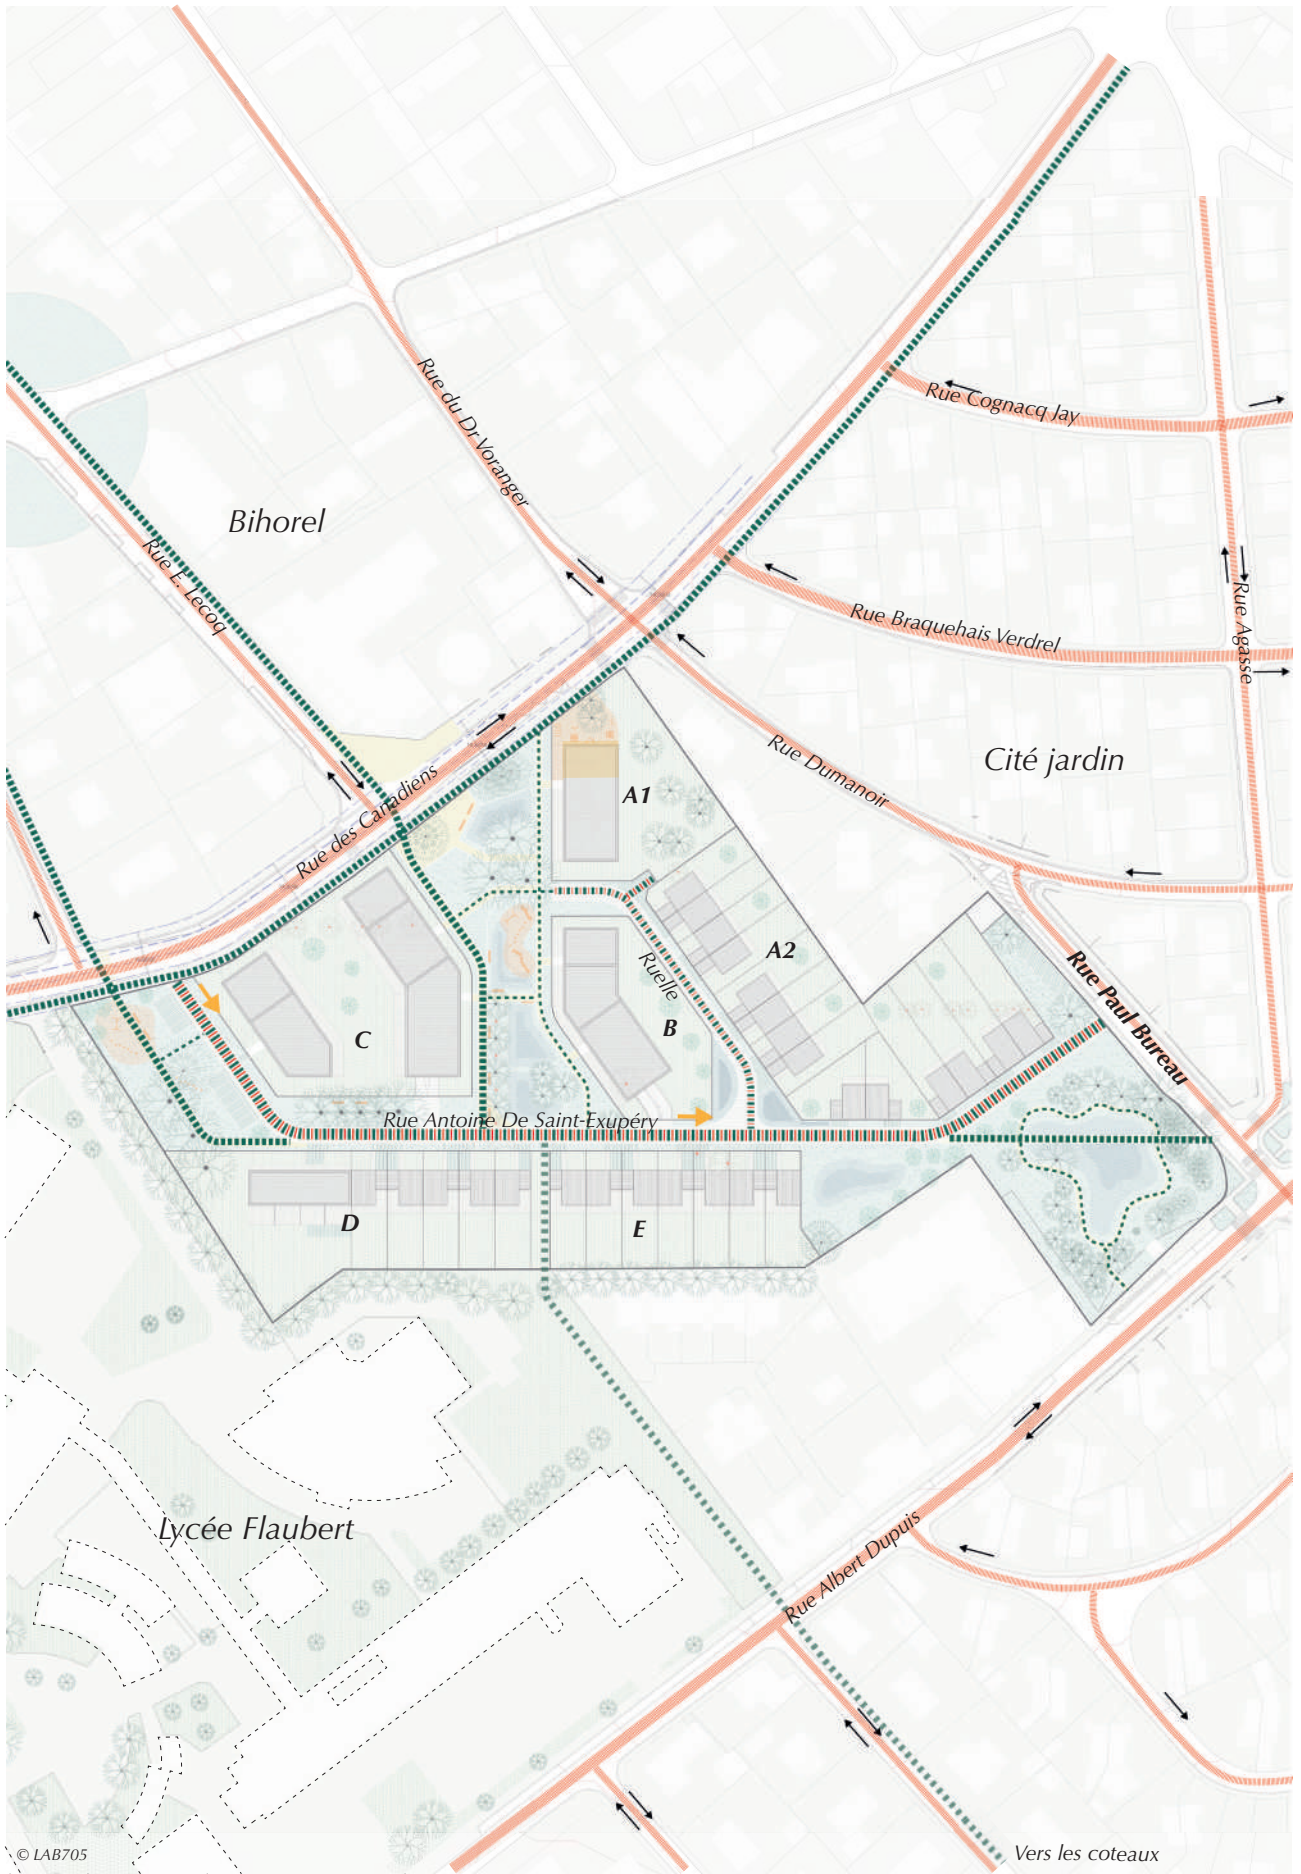 Rue du Dr Voranger
Rue Cognacq Jay
Bihorel
Rue E. Lecoq
Rue Braquehais Verdrel
Rue Agasse
Rue Dumanoir
Cité jardin
Rue des Canadiens
A1
A2
Ruelle
Rue Paul Bureau
B
C
Rue Antoine De Saint-Exupéry
D
E
Lycée Flaubert
Rue Albert Dupuis
© LAB705
Vers les coteaux